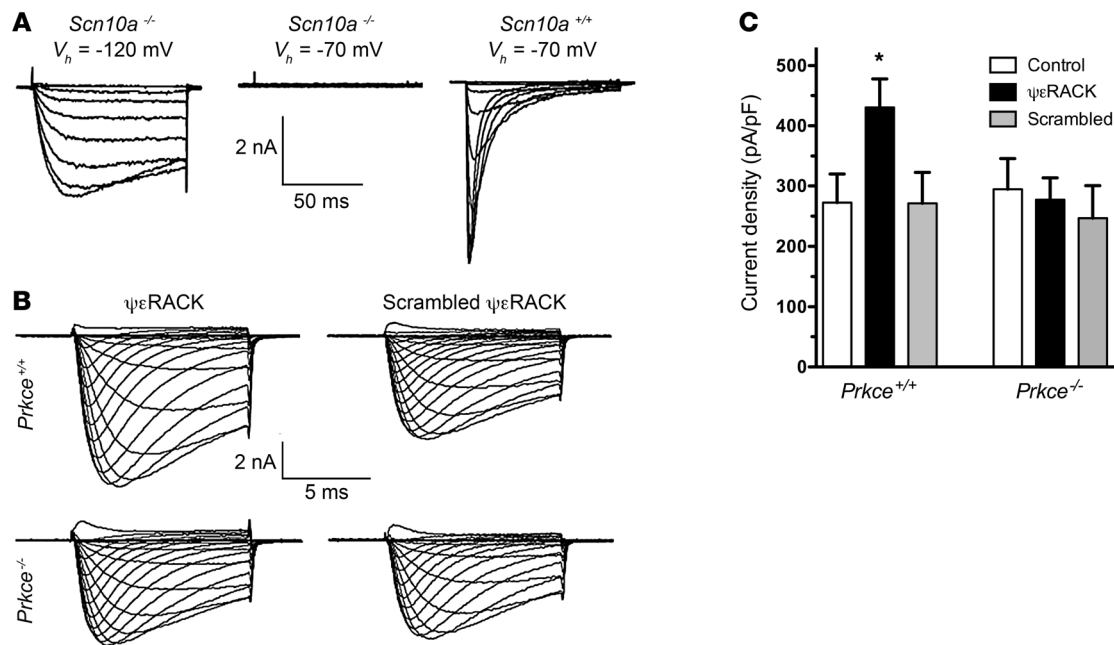 A
Scn10a -/-
Vh = -120 mV
Scn10a -/-
Vh = -70 mV
Scn10a +/+
Vh = -70 mV
2 nA
50 ms
B
ψεRACK
Scrambled ψεRACK
Prkce+/+
2 nA
5 ms
Prkce-/-
C
Current density (pA/pF)
500
400
300
200
100
0
*
Control
ψεRACK
Scrambled
Prkce+/+
Prkce-/-